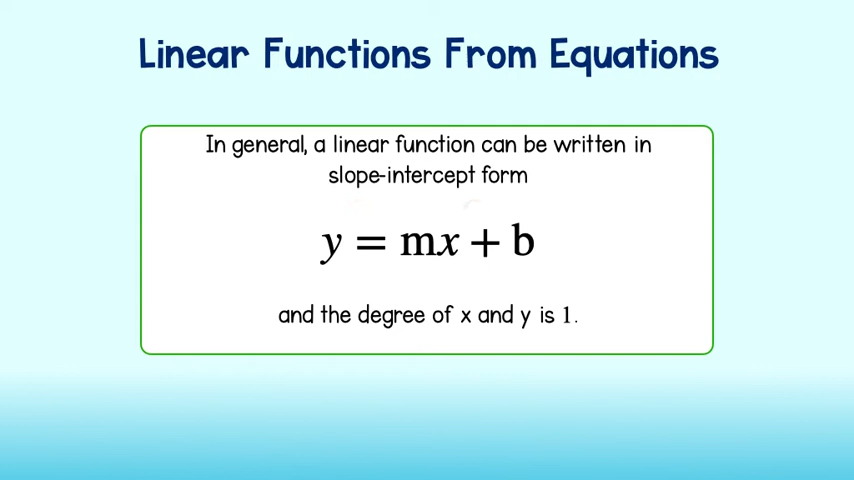 Linear Functions From Equations
In general, a linear function can be written in
slope-intercept form
y = mx + b
and the degree of x and y is 1.